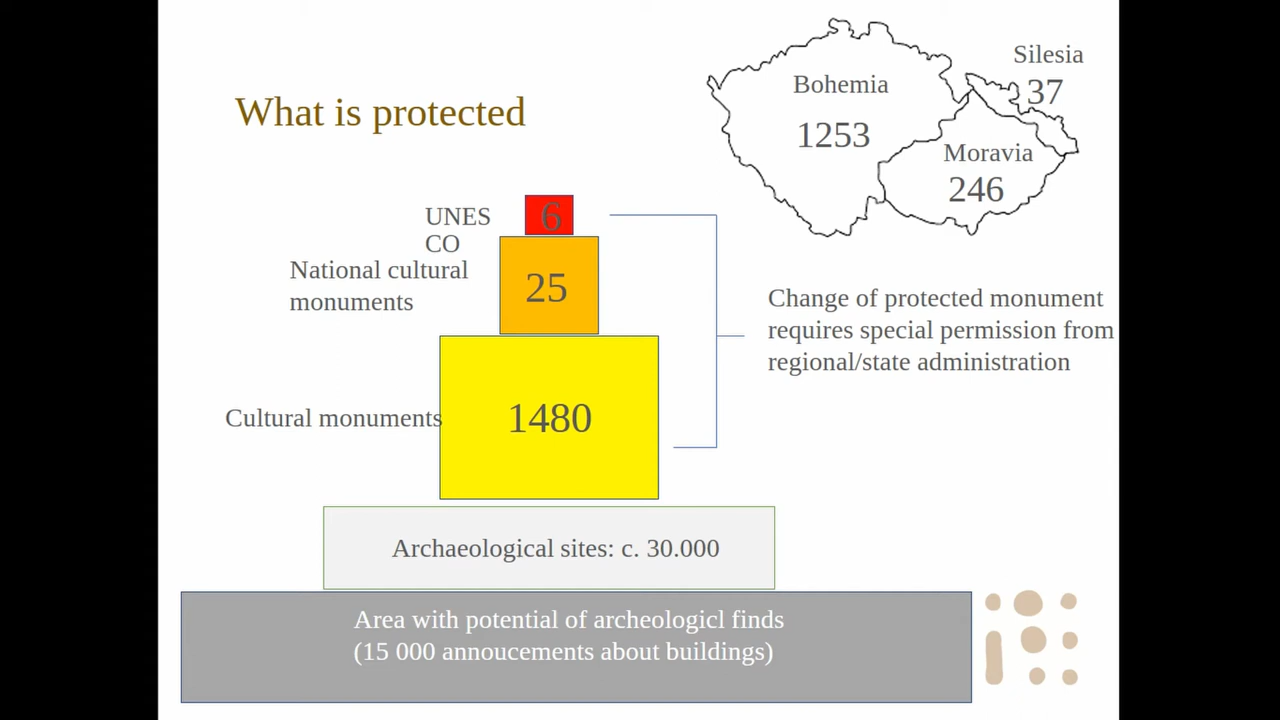 What is protected
Bohemia
1253
Silesia
37
Moravia
246
UNES
CO
6
National cultural
monuments
25
Cultural monuments
1480
Change of protected monument
requires special permission from
regional/state administration
Archaeological sites: c. 30.000
Area with potential of archeologicl finds
(15 000 annoucements about buildings)